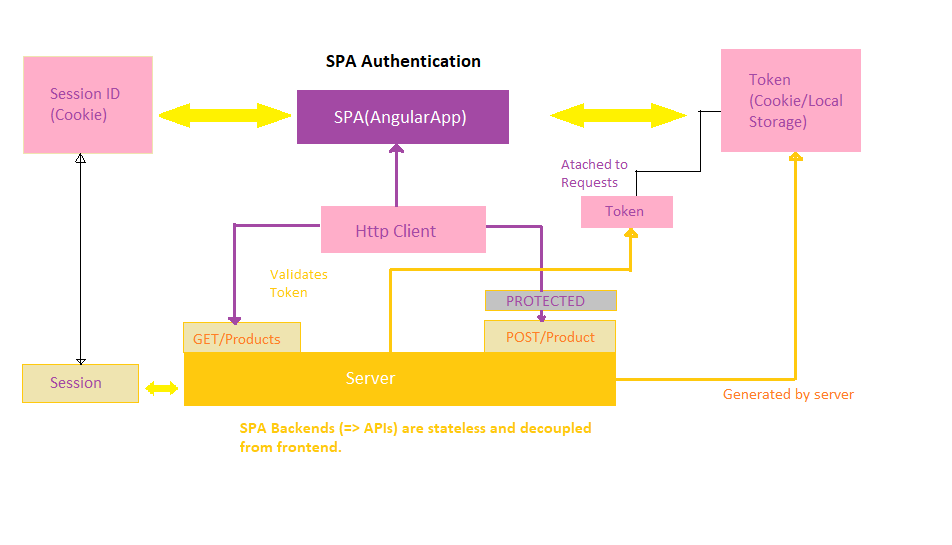 SPA Authentication
Session ID
(Cookie)
SPA(AngularApp)
Token
(Cookie/Local
Storage)
Atached to
Requests
Token
Http Client
Validates
Token
PROTECTED
GET/Products
POST/Product
Server
Session
Generated by server
SPA Backends (=> APIs) are stateless and decoupled
from frontend.